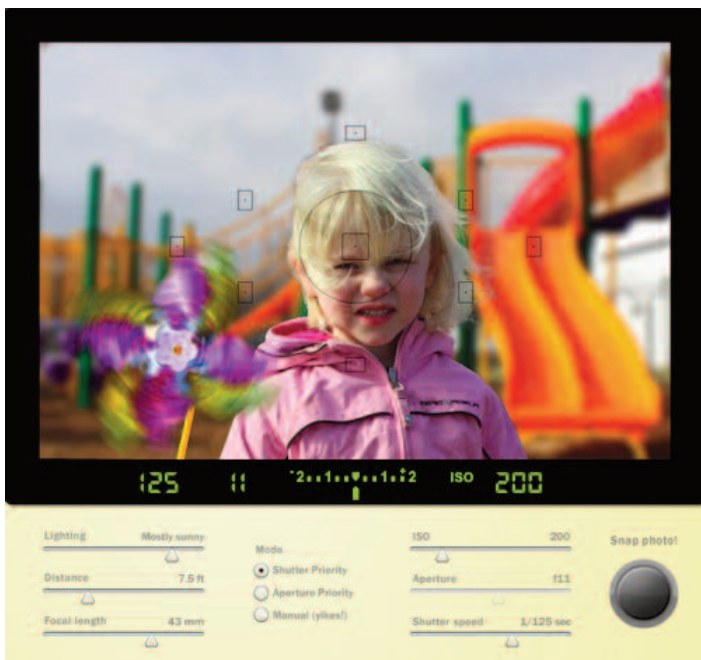 125 11 -2..1..▼..1..+2 ISO 200
Lighting Mostly sunny
Distance 7.5 ft
Focal length 43 mm
Mode
Shutter Priority
Aperture Priority
Manual (yikes!)
ISO 200
Aperture f11
Shutter speed 1/125 sec
Snap photo!